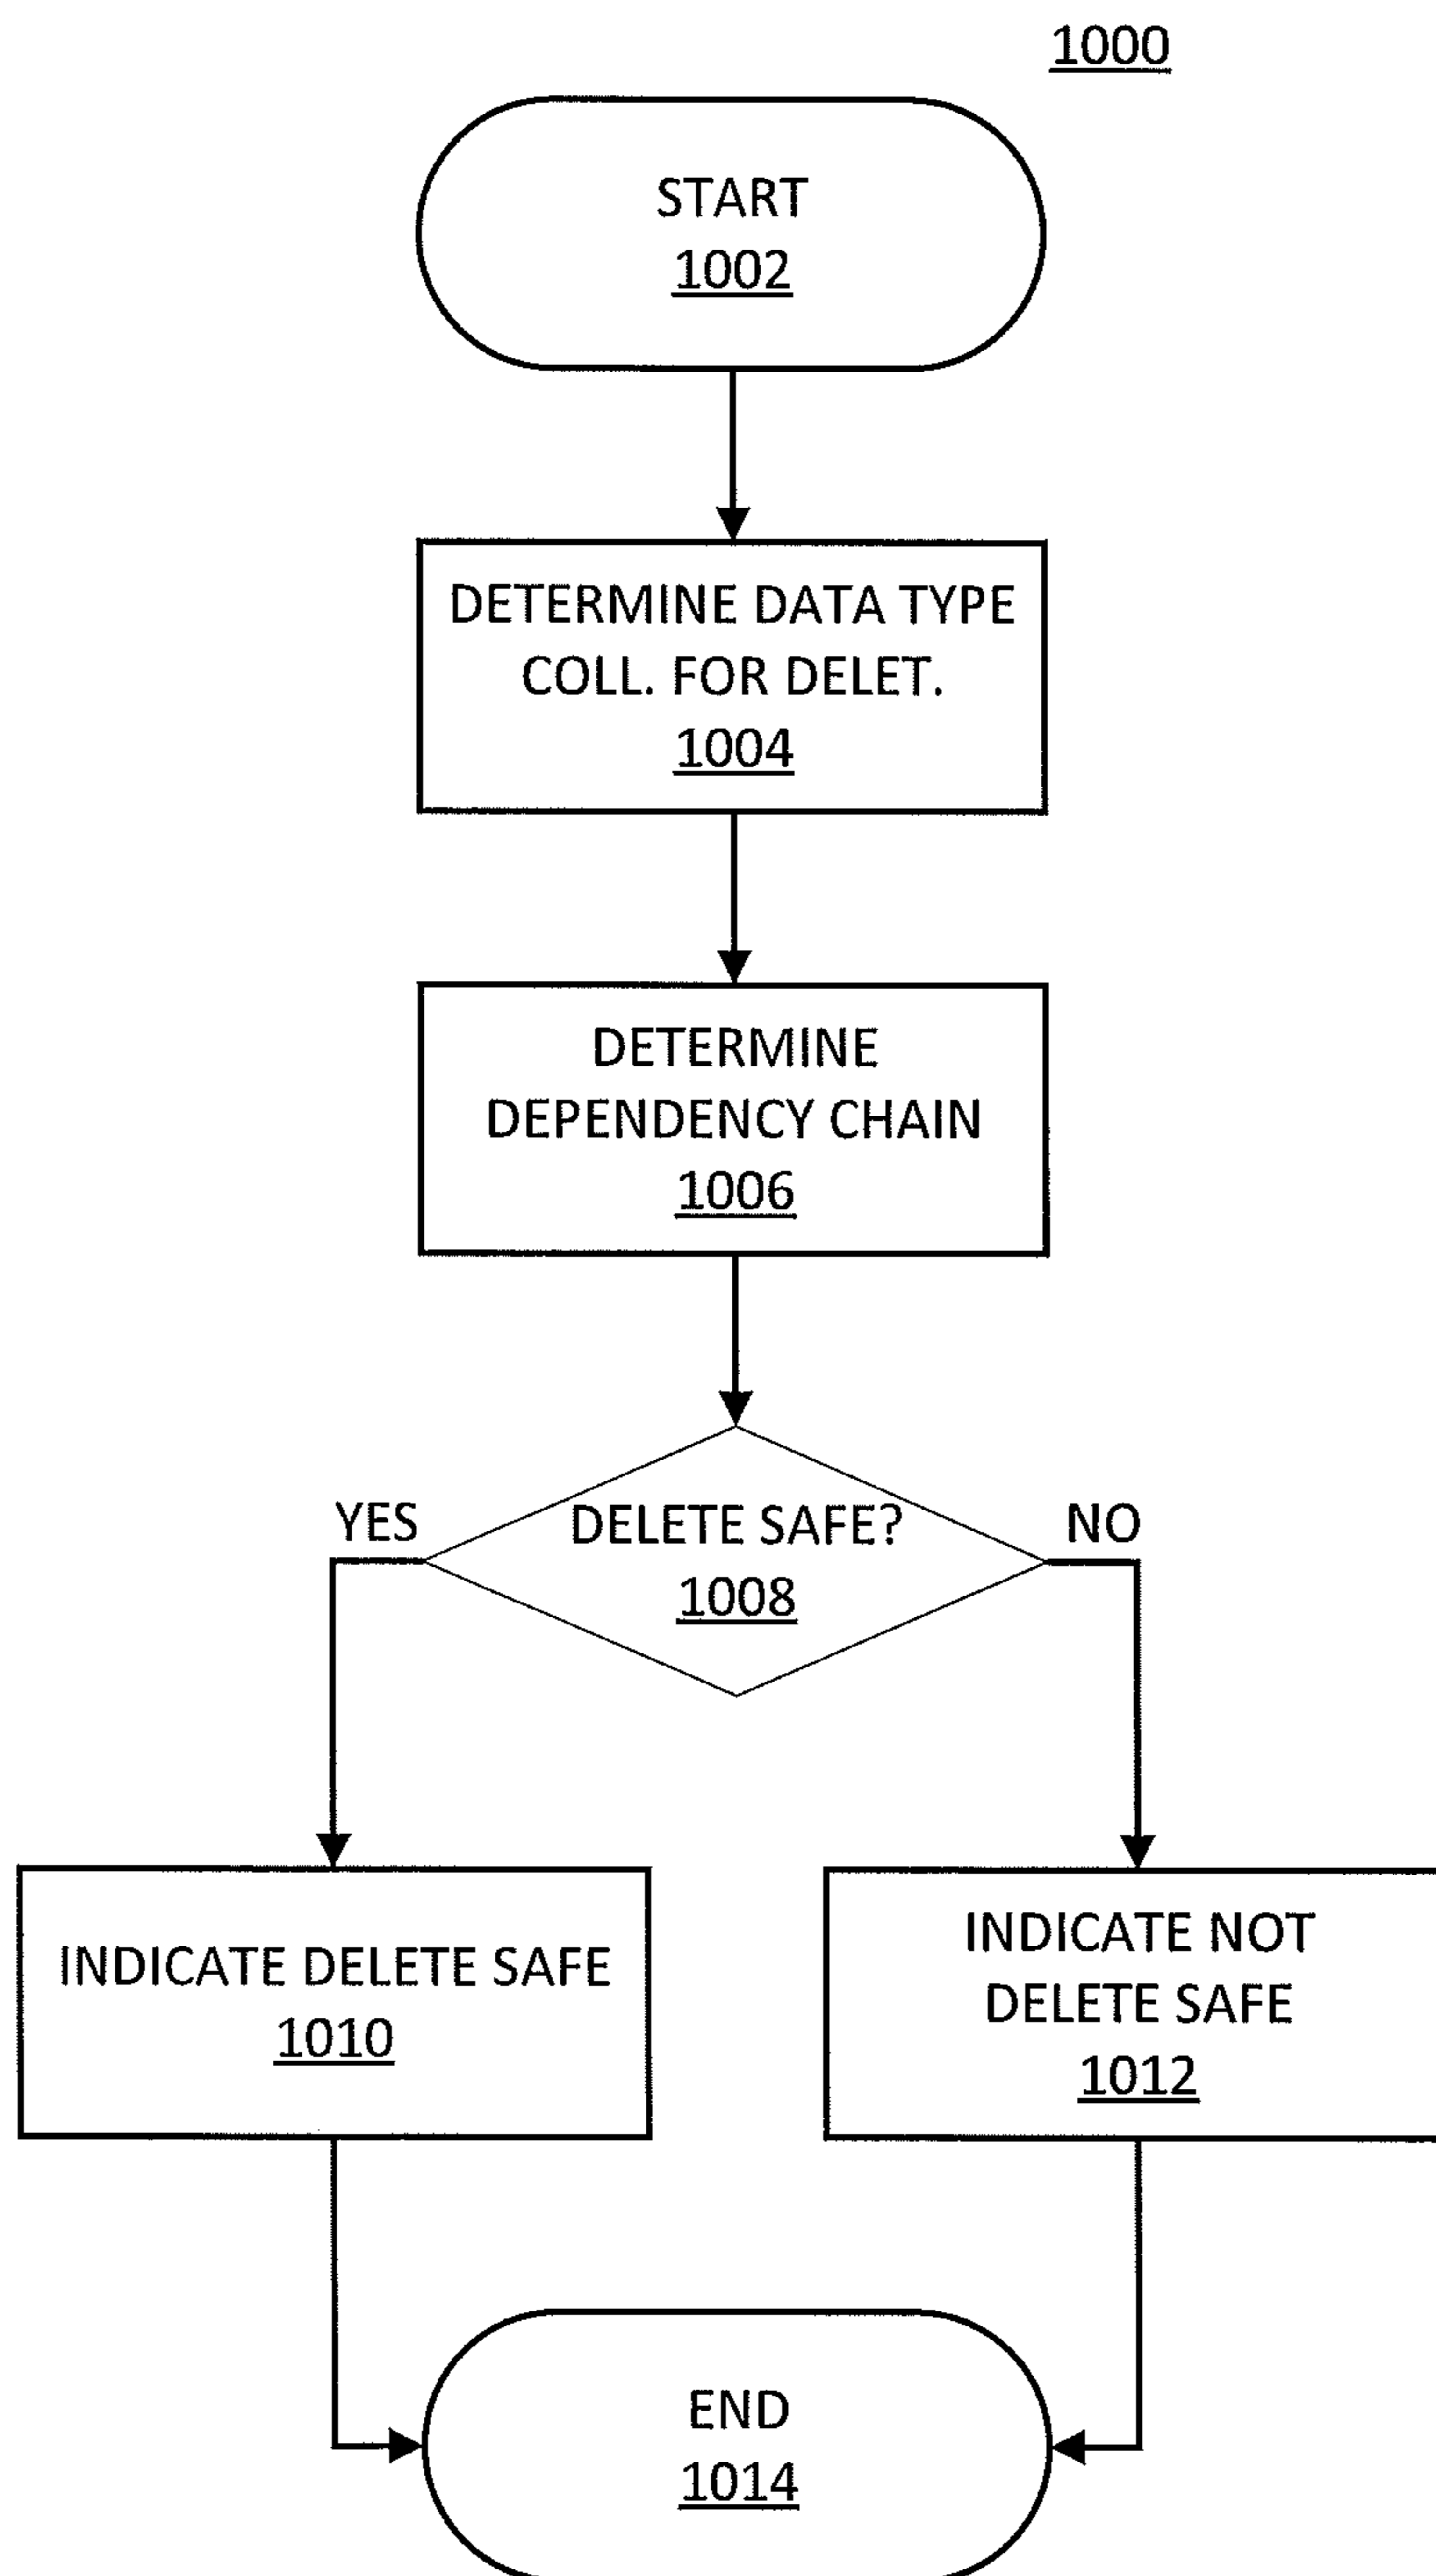 1000
START
1002
DETERMINE DATA TYPE
COLL. FOR DELET.
1004
DETERMINE
DEPENDENCY CHAIN
1006
YES
DELETE SAFE?
NO
1008
INDICATE DELETE SAFE
1010
INDICATE NOT
DELETE SAFE
1012
END
1014